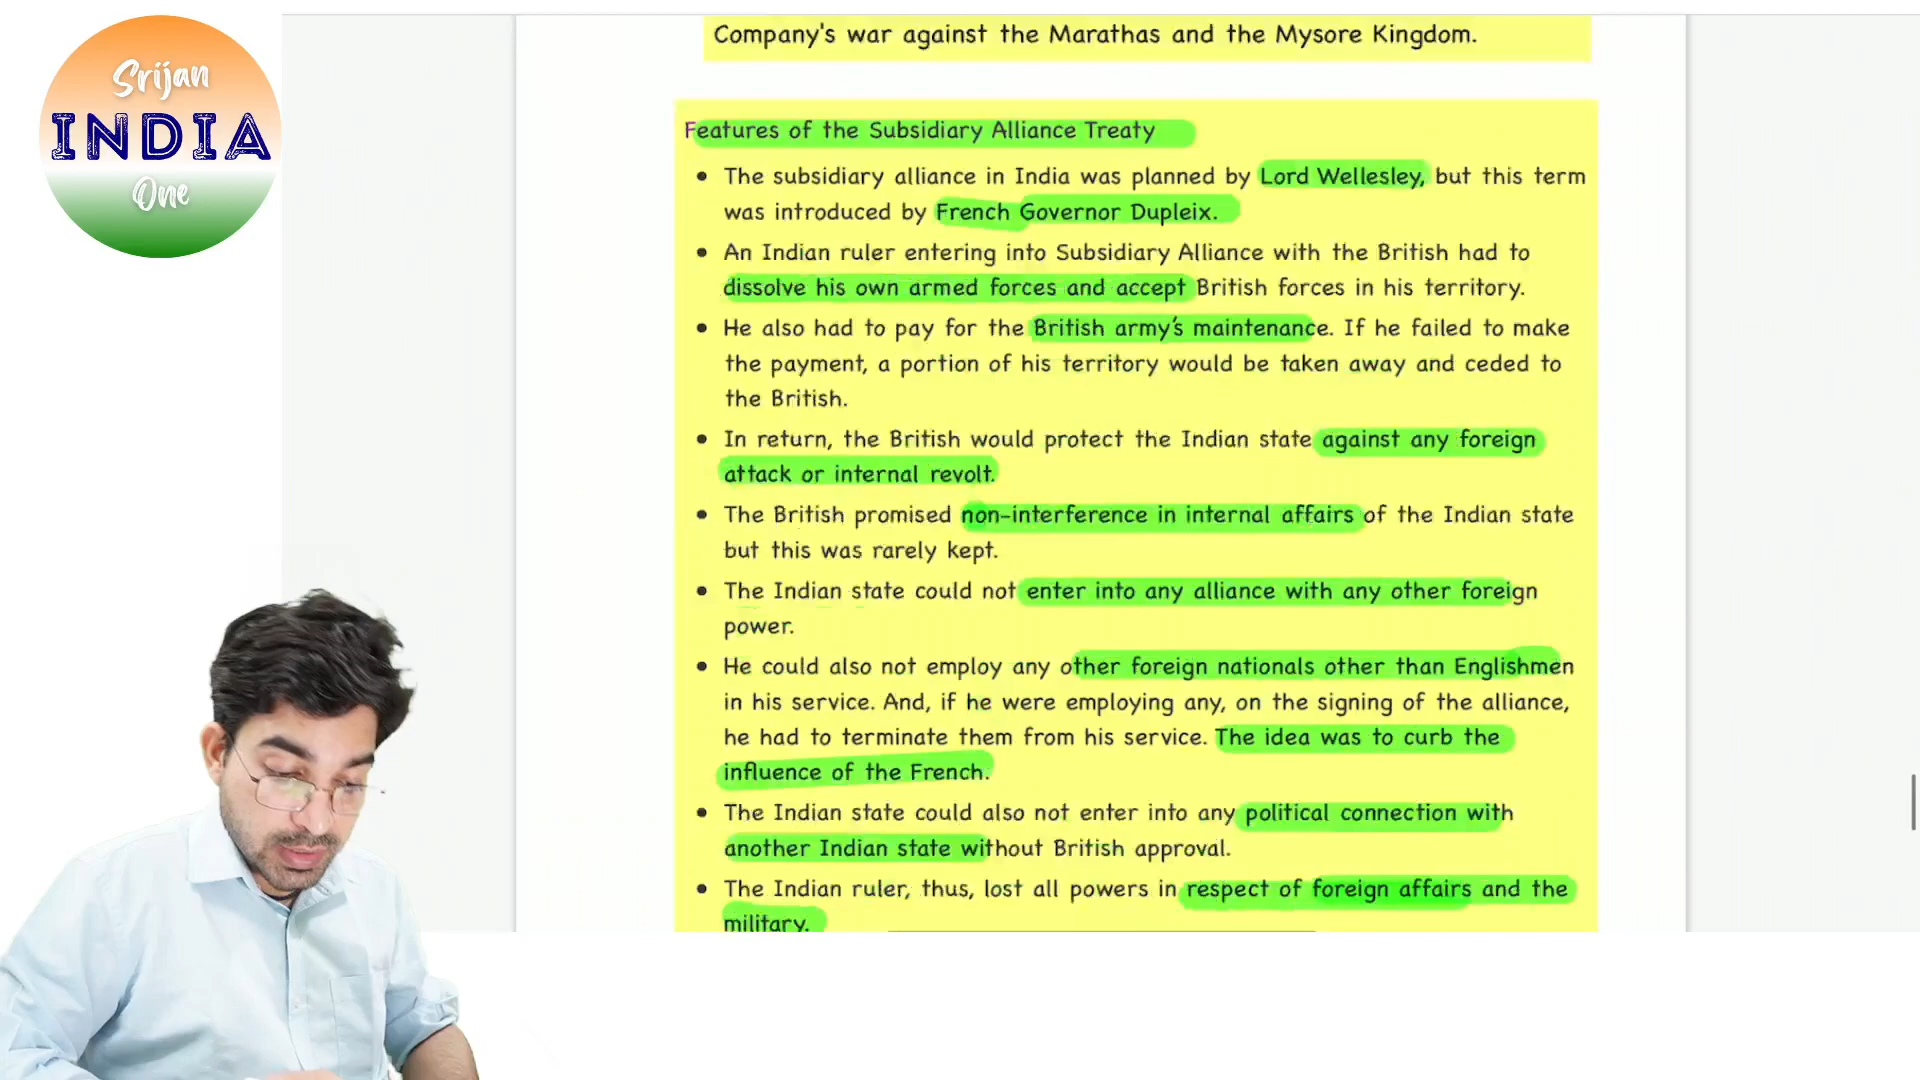 Srijan
INDIA
One
Company's war against the Marathas and the Mysore Kingdom.
Features of the Subsidiary Alliance Treaty
• The subsidiary alliance in India was planned by Lord Wellesley, but this term
was introduced by French Governor Dupleix.
• An Indian ruler entering into Subsidiary Alliance with the British had to
dissolve his own armed forces and accept British forces in his territory.
• He also had to pay for the British army's maintenance. If he failed to make
the payment, a portion of his territory would be taken away and ceded to
the British.
• In return, the British would protect the Indian state against any foreign
attack or internal revolt.
• The British promised non-interference in internal affairs of the Indian state
but this was rarely kept.
• The Indian state could not enter into any alliance with any other foreign
power.
• He could also not employ any other foreign nationals other than Englishmen
in his service. And, if he were employing any, on the signing of the alliance,
he had to terminate them from his service. The idea was to curb the
influence of the French.
• The Indian state could also not enter into any political connection with
another Indian state without British approval.
• The Indian ruler, thus, lost all powers in respect of foreign affairs and the
military.